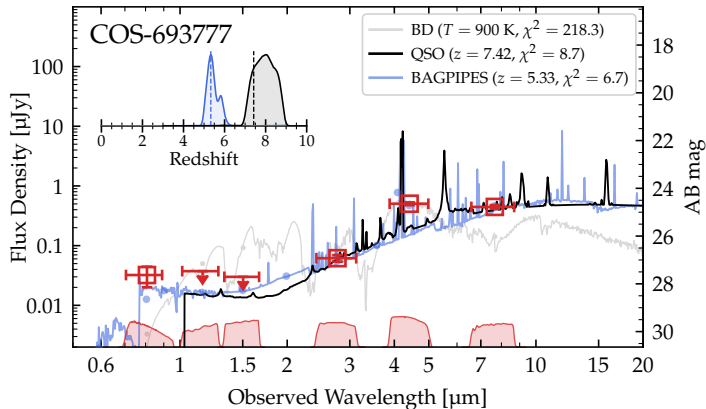 COS-693777
BD (T = 900 K, χ² = 218.3)
QSO (z = 7.42, χ² = 8.7)
BAGPIPES (z = 5.33, χ² = 6.7)
0 2 4 6 8 10
Redshift
100
10
1
0.1
0.01
Flux Density [µJy]
18
20
22
24
26
28
30
AB mag
0.6 1 1.5 2 3 4 6 10 15 20
Observed Wavelength [µm]